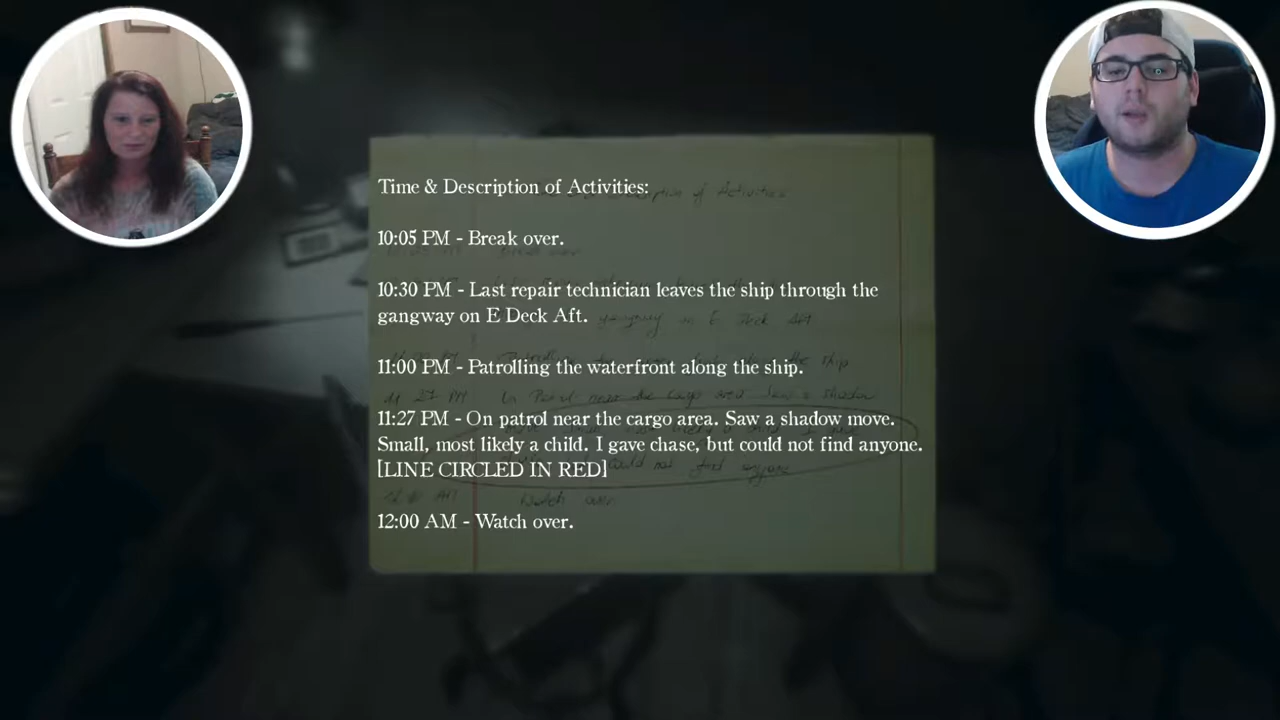 Time & Description of Activities:
10:05 PM - Break over.
10:30 PM - Last repair technician leaves the ship through the
gangway on E Deck Aft.
11:00 PM - Patrolling the waterfront along the ship.
11:27 PM - On patrol near the cargo area. Saw a shadow move.
Small, most likely a child. I gave chase, but could not find anyone.
[LINE CIRCLED IN RED]
12:00 AM - Watch over.